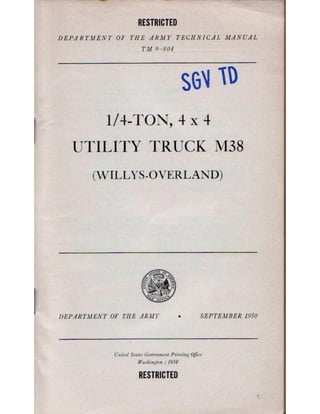 RESTRICTED
DEPARTMENT OF THE ARMY TECHNICAL MANUAL
TM 9-804
SGV TD
1/4-TON, 4 x 4
UTILITY TRUCK M38
(WILLYS-OVERLAND)
DEPARTMENT OF THE ARMY • SEPTEMBER 1950
United States Government Printing Office
Washington : 1950
RESTRICTED